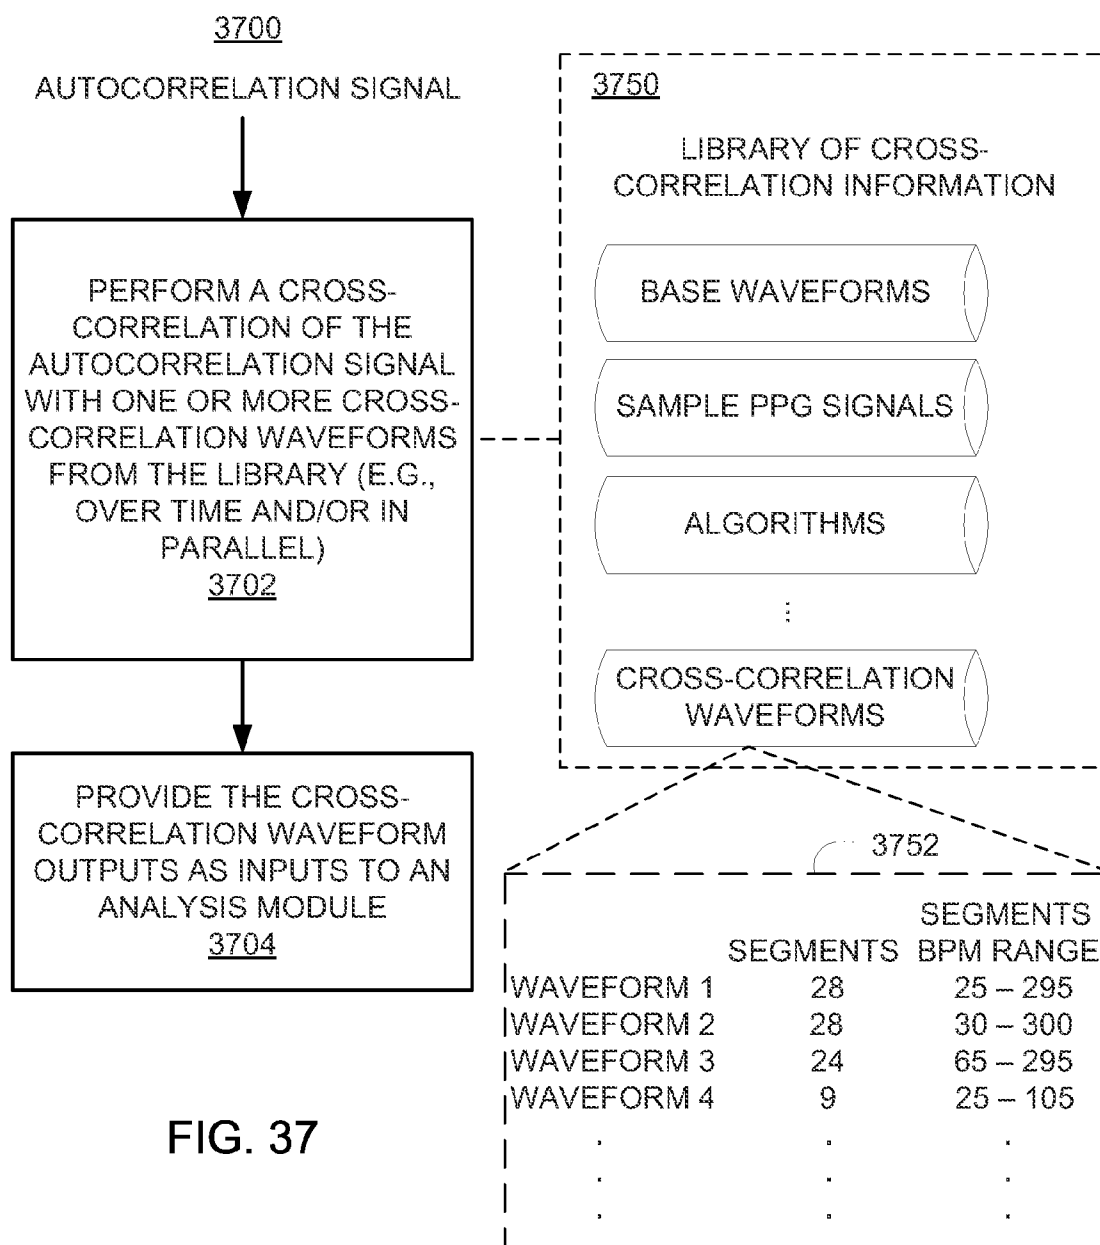 3700
AUTOCORRELATION SIGNAL
PERFORM A CROSS-
CORRELATION OF THE
AUTOCORRELATION SIGNAL
WITH ONE OR MORE CROSS-
CORRELATION WAVEFORMS
FROM THE LIBRARY (E.G.,
OVER TIME AND/OR IN
PARALLEL)
3702
PROVIDE THE CROSS-
CORRELATION WAVEFORM
OUTPUTS AS INPUTS TO AN
ANALYSIS MODULE
3704
3750
LIBRARY OF CROSS-
CORRELATION INFORMATION
BASE WAVEFORMS
SAMPLE PPG SIGNALS
ALGORITHMS
...
CROSS-CORRELATION
WAVEFORMS
3752
SEGMENTS
SEGMENTS BPM RANGE
WAVEFORM 1 28 25 – 295
WAVEFORM 2 28 30 – 300
WAVEFORM 3 24 65 – 295
WAVEFORM 4 9 25 – 105
. . .
. . .
. . .
FIG. 37